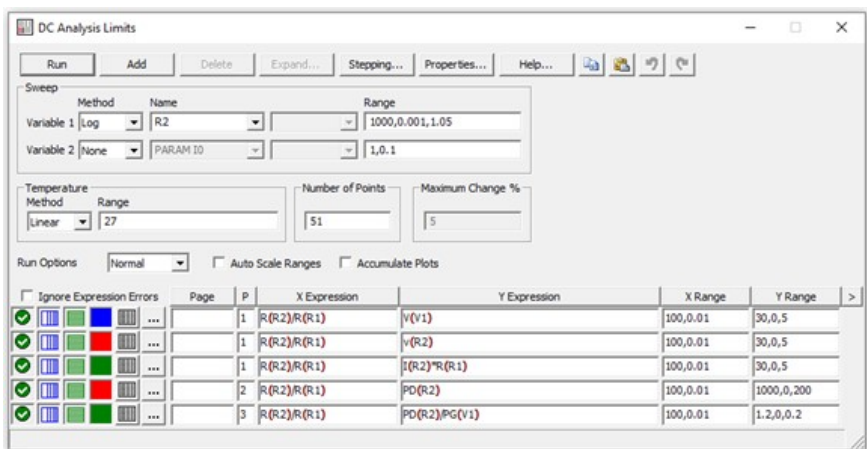 DC Analysis Limits
Run Add Delete Expand... Stepping... Properties... Help...
Sweep
Method Name Range
Variable 1 Log R2 1000,0.001,1.05
Variable 2 None PARAM I0 1,0.1
Temperature Number of Points Maximum Change %
Method Range
Linear 27 51 5
Run Options Normal Auto Scale Ranges Accumulate Plots
Ignore Expression Errors Page P X Expression Y Expression X Range Y Range >
... 1 R(R2)/R(R1) V(V1) 100,0.01 30,0,5
... 1 R(R2)/R(R1) v(R2) 100,0.01 30,0,5
... 1 R(R2)/R(R1) I(R2)*R(R1) 100,0.01 30,0,5
... 2 R(R2)/R(R1) PD(R2) 100,0.01 1000,0,200
... 3 R(R2)/R(R1) PD(R2)/PG(V1) 100,0.01 1.2,0,0.2